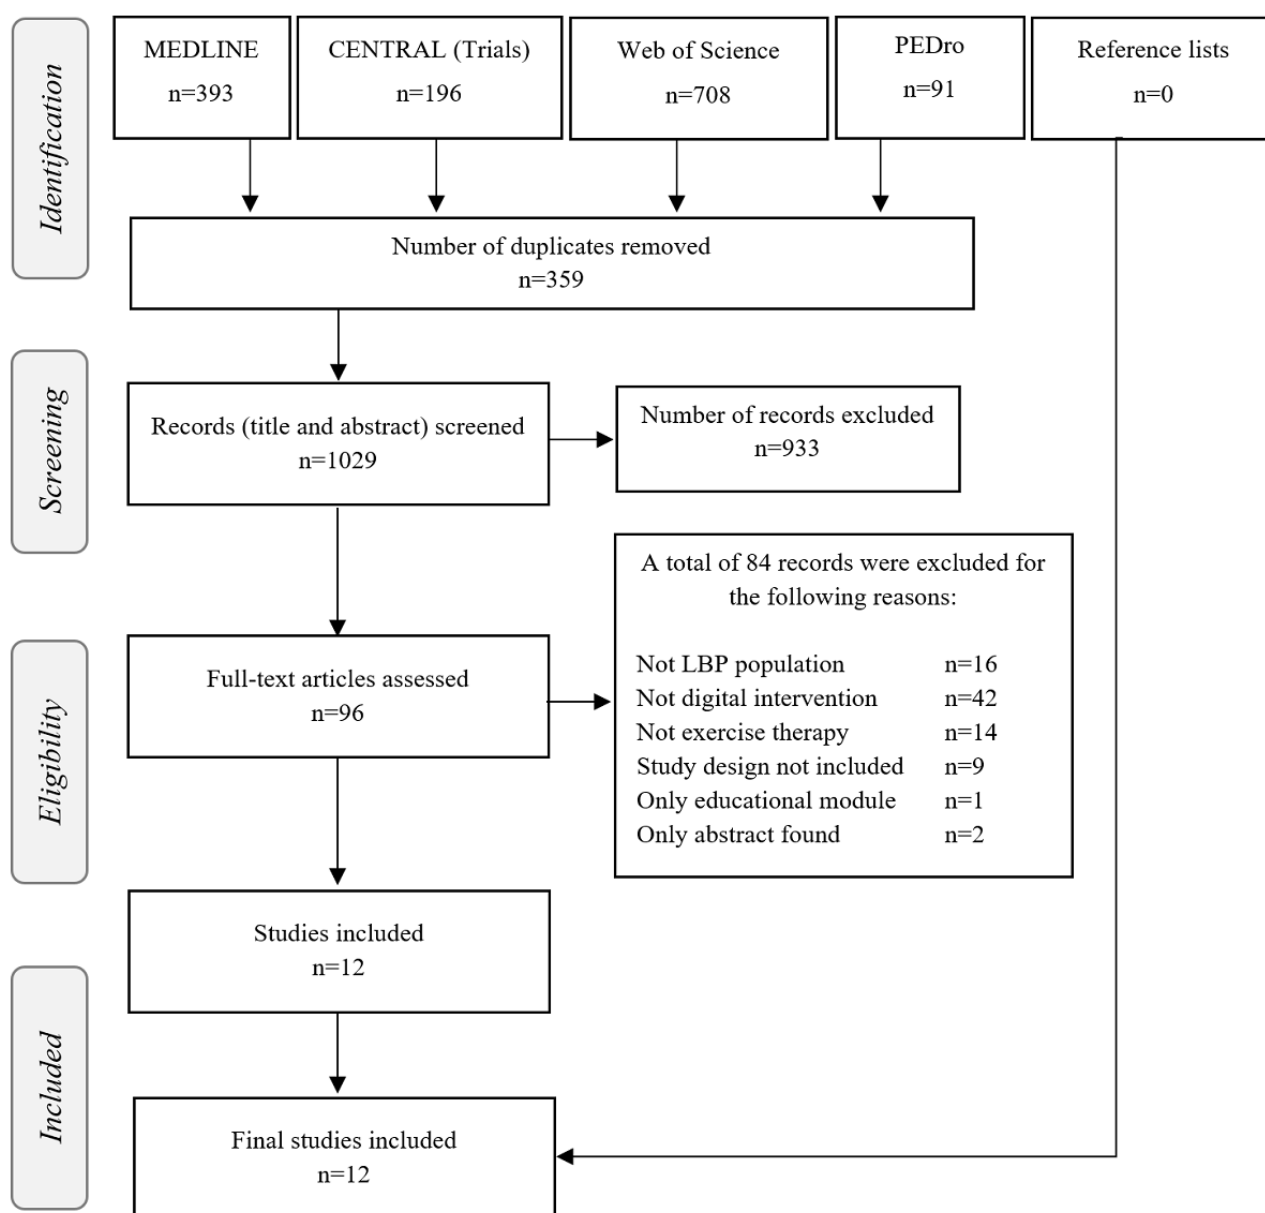 Identification
MEDLINE
n=393
CENTRAL (Trials)
n=196
Web of Science
n=708
PEDro
n=91
Reference lists
n=0
Number of duplicates removed
n=359
Screening
Records (title and abstract) screened
n=1029
Number of records excluded
n=933
Eligibility
Full-text articles assessed
n=96
A total of 84 records were excluded for
the following reasons:
Not LBP population n=16
Not digital intervention n=42
Not exercise therapy n=14
Study design not included n=9
Only educational module n=1
Only abstract found n=2
Studies included
n=12
Included
Final studies included
n=12